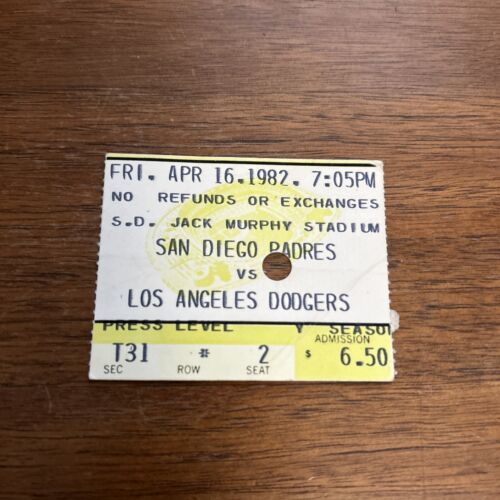 FRI. APR 16.1982. 7:05PM
NO REFUNDS OR EXCHANGES
S.D. JACK MURPHY STADIUM
SAN DIEGO PADRES
VS
LOS ANGELES DODGERS
PRESS LEVEL Y SEASON
ADMISSION
T31 * 2 $ 6.50
SEC ROW SEAT